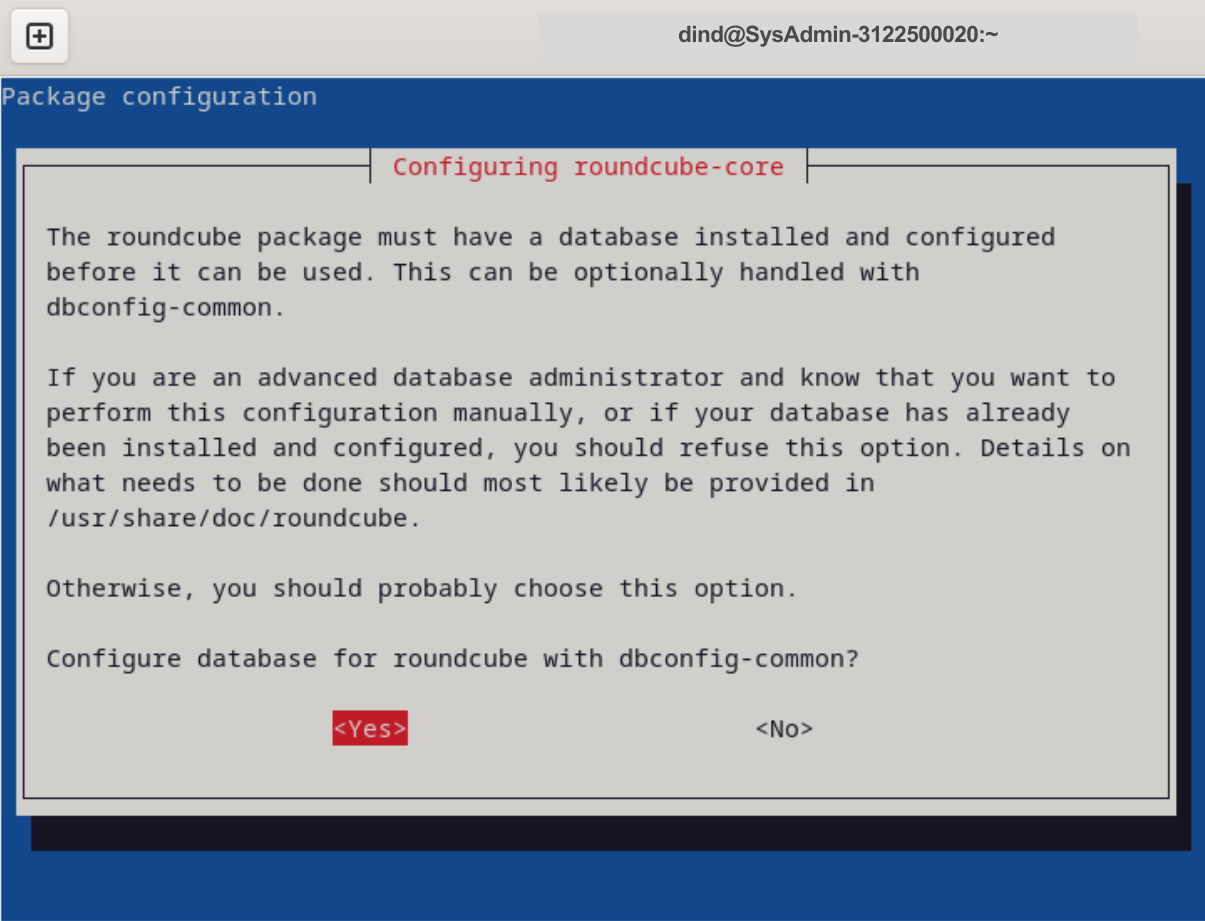 dind@SysAdmin-3122500020:~
Package configuration
Configuring roundcube-core
The roundcube package must have a database installed and configured
before it can be used. This can be optionally handled with
dbconfig-common.
If you are an advanced database administrator and know that you want to
perform this configuration manually, or if your database has already
been installed and configured, you should refuse this option. Details on
what needs to be done should most likely be provided in
/usr/share/doc/roundcube.
Otherwise, you should probably choose this option.
Configure database for roundcube with dbconfig-common?
<Yes> <No>